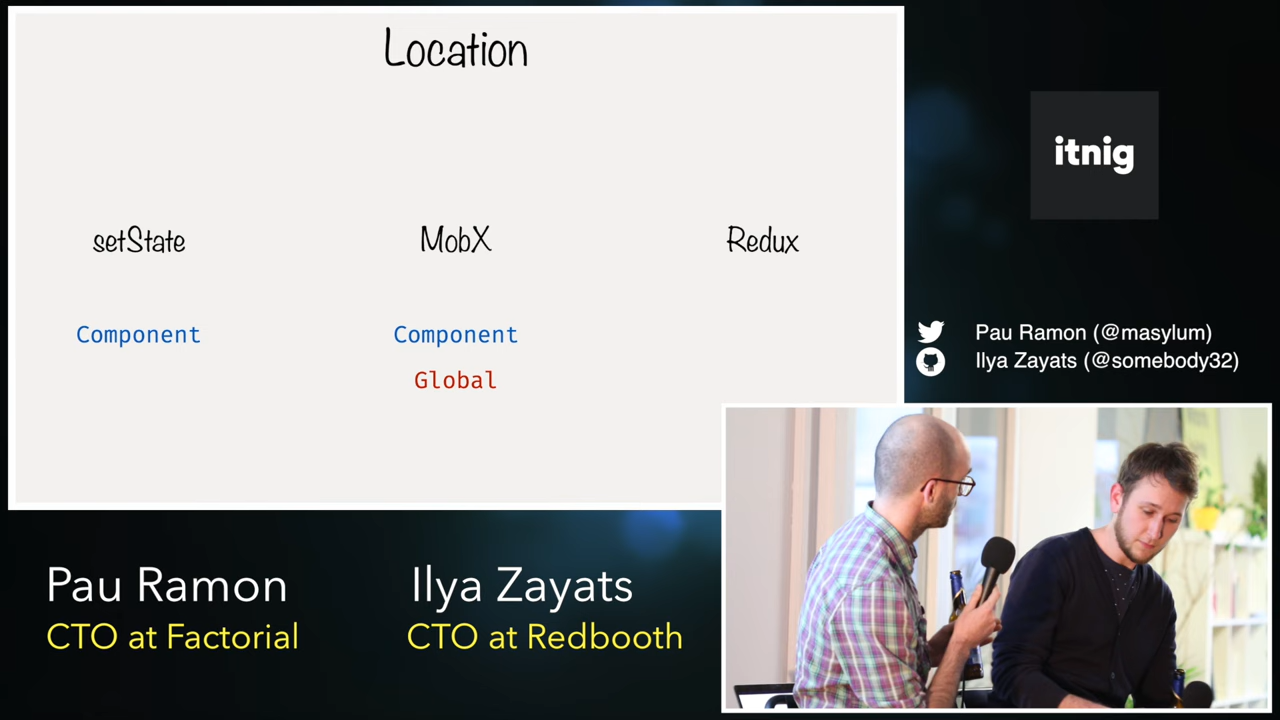 Location
setState
MobX
Redux
Component
Component
Global
itnig
Pau Ramon (@masylum)
Ilya Zayats (@somebody32)
Pau Ramon
CTO at Factorial
Ilya Zayats
CTO at Redbooth